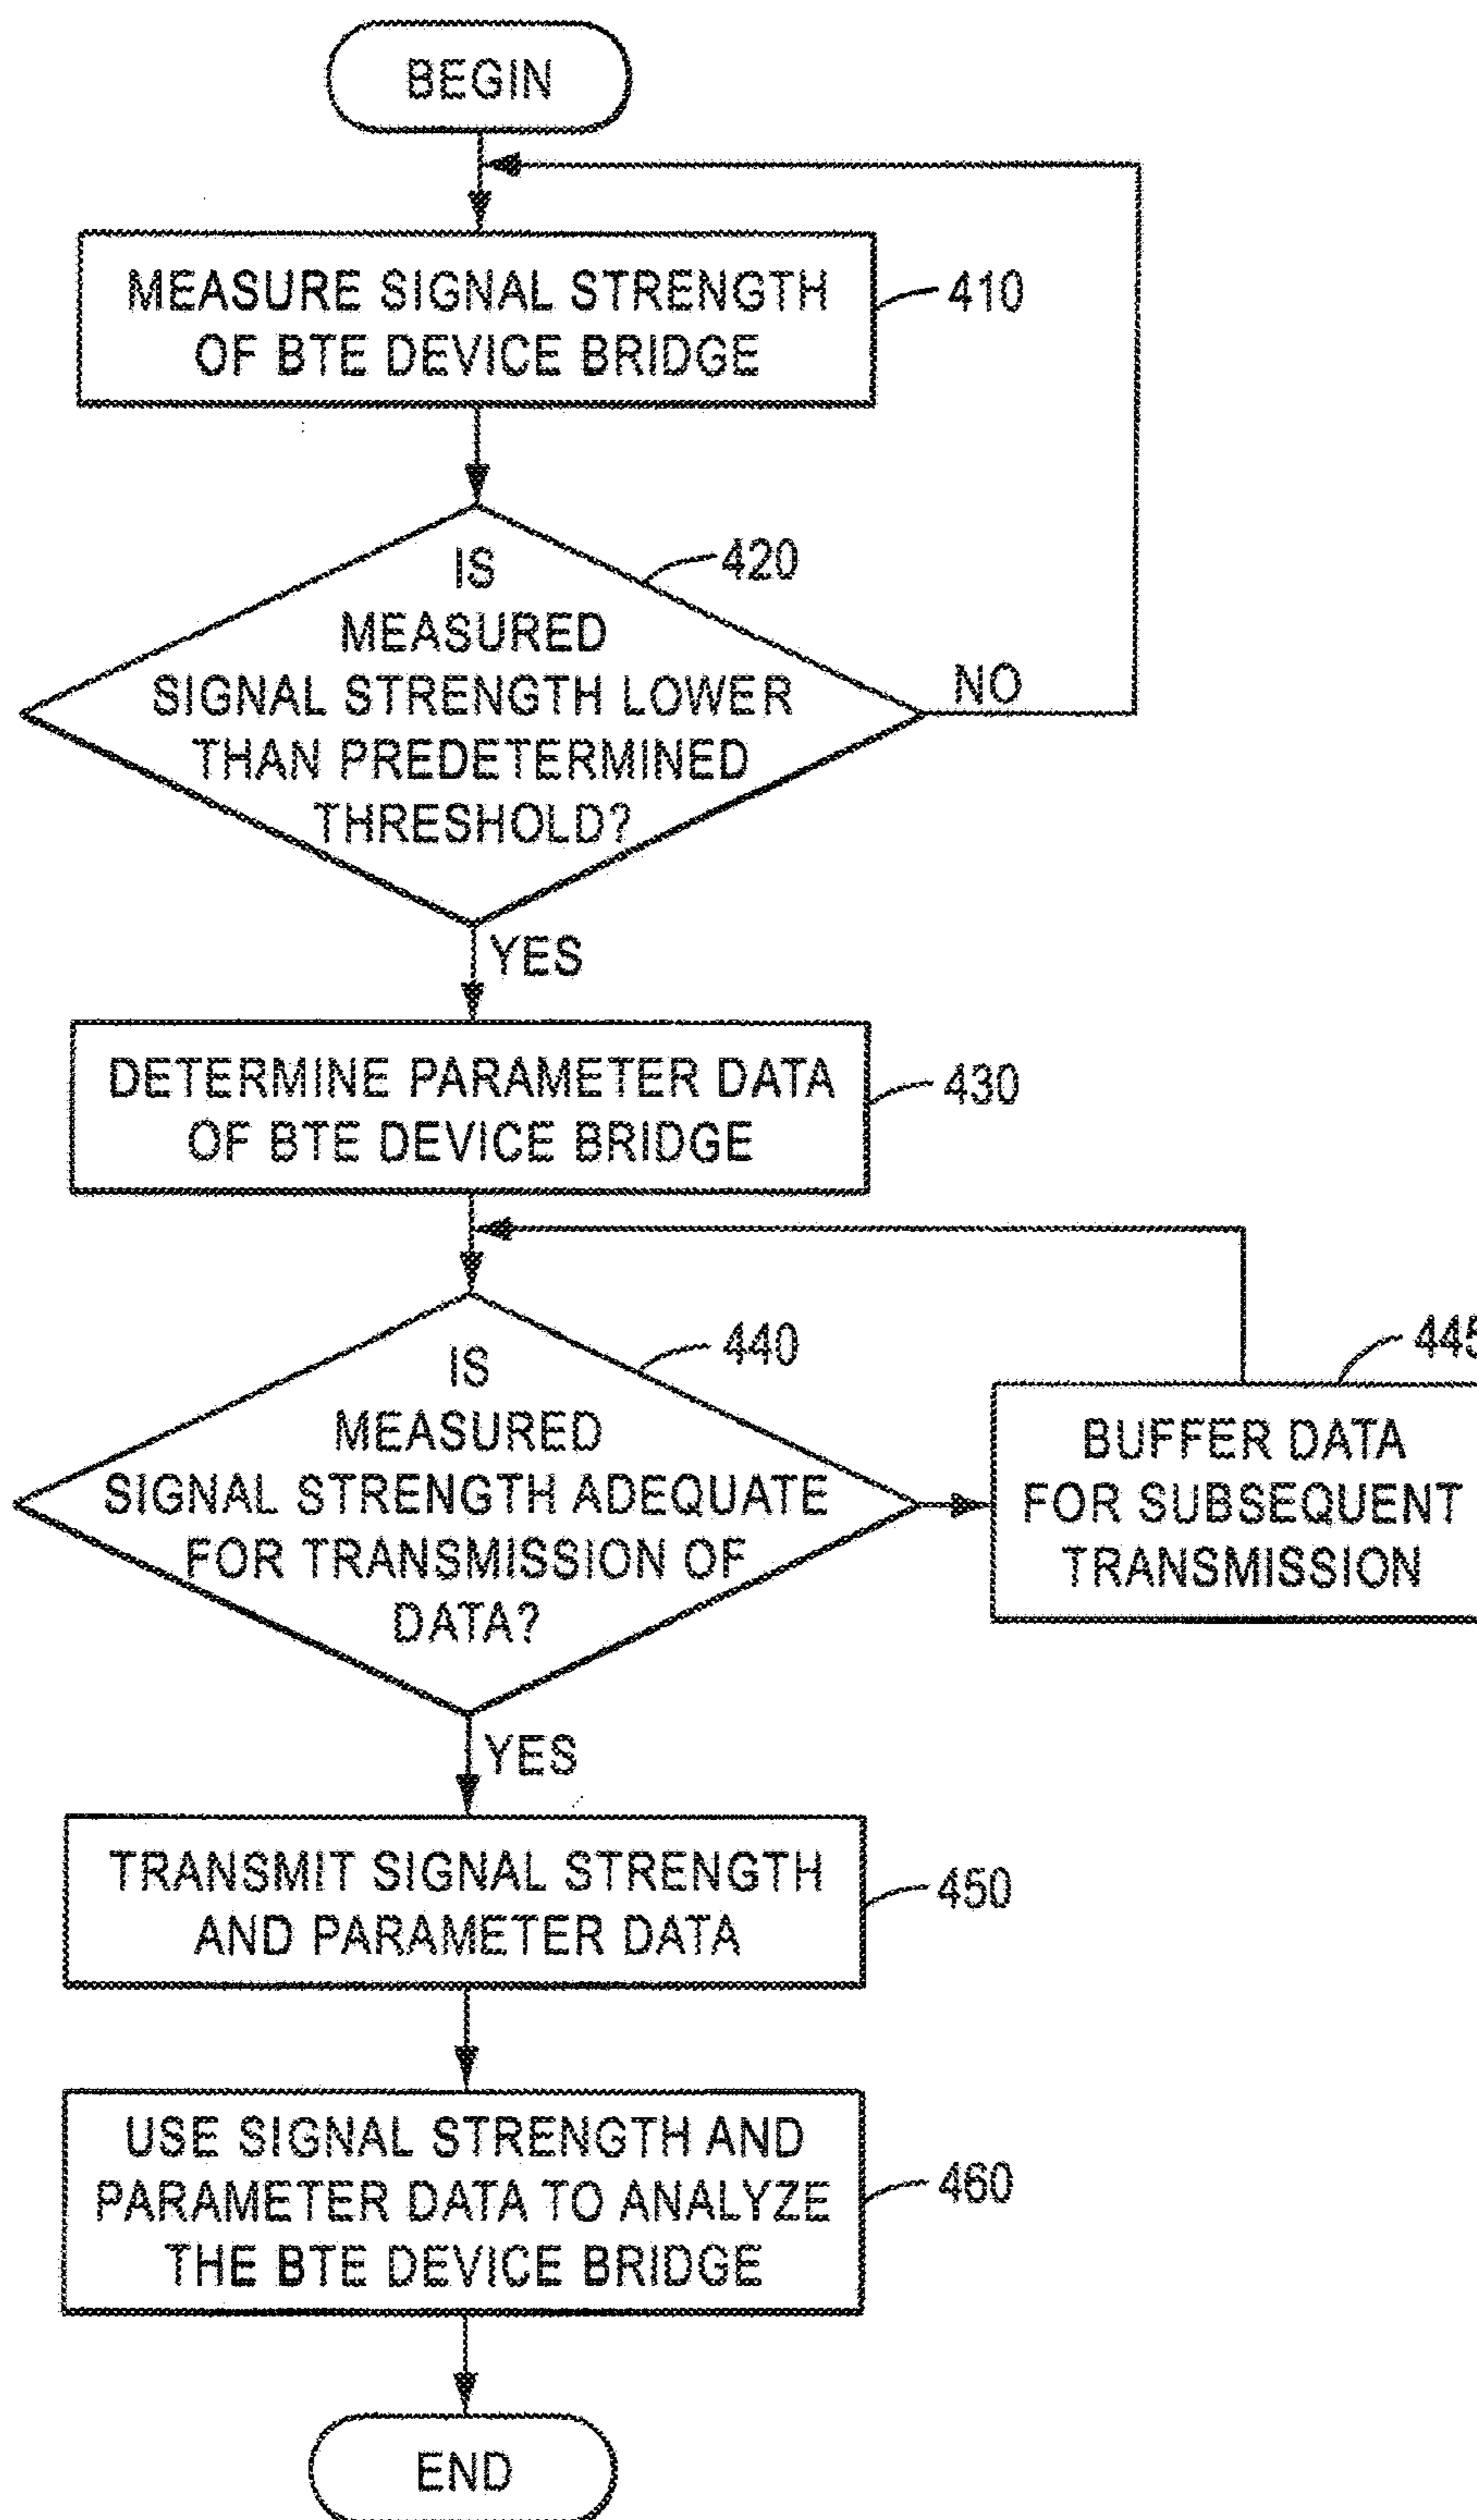 BEGIN
MEASURE SIGNAL STRENGTH
OF BTE DEVICE BRIDGE
410
IS
MEASURED
SIGNAL STRENGTH LOWER
THAN PREDETERMINED
THRESHOLD?
420
NO
YES
DETERMINE PARAMETER DATA
OF BTE DEVICE BRIDGE
430
IS
MEASURED
SIGNAL STRENGTH ADEQUATE
FOR TRANSMISSION OF
DATA?
440
445
BUFFER DATA
FOR SUBSEQUENT
TRANSMISSION
YES
TRANSMIT SIGNAL STRENGTH
AND PARAMETER DATA
450
USE SIGNAL STRENGTH AND
PARAMETER DATA TO ANALYZE
THE BTE DEVICE BRIDGE
460
END